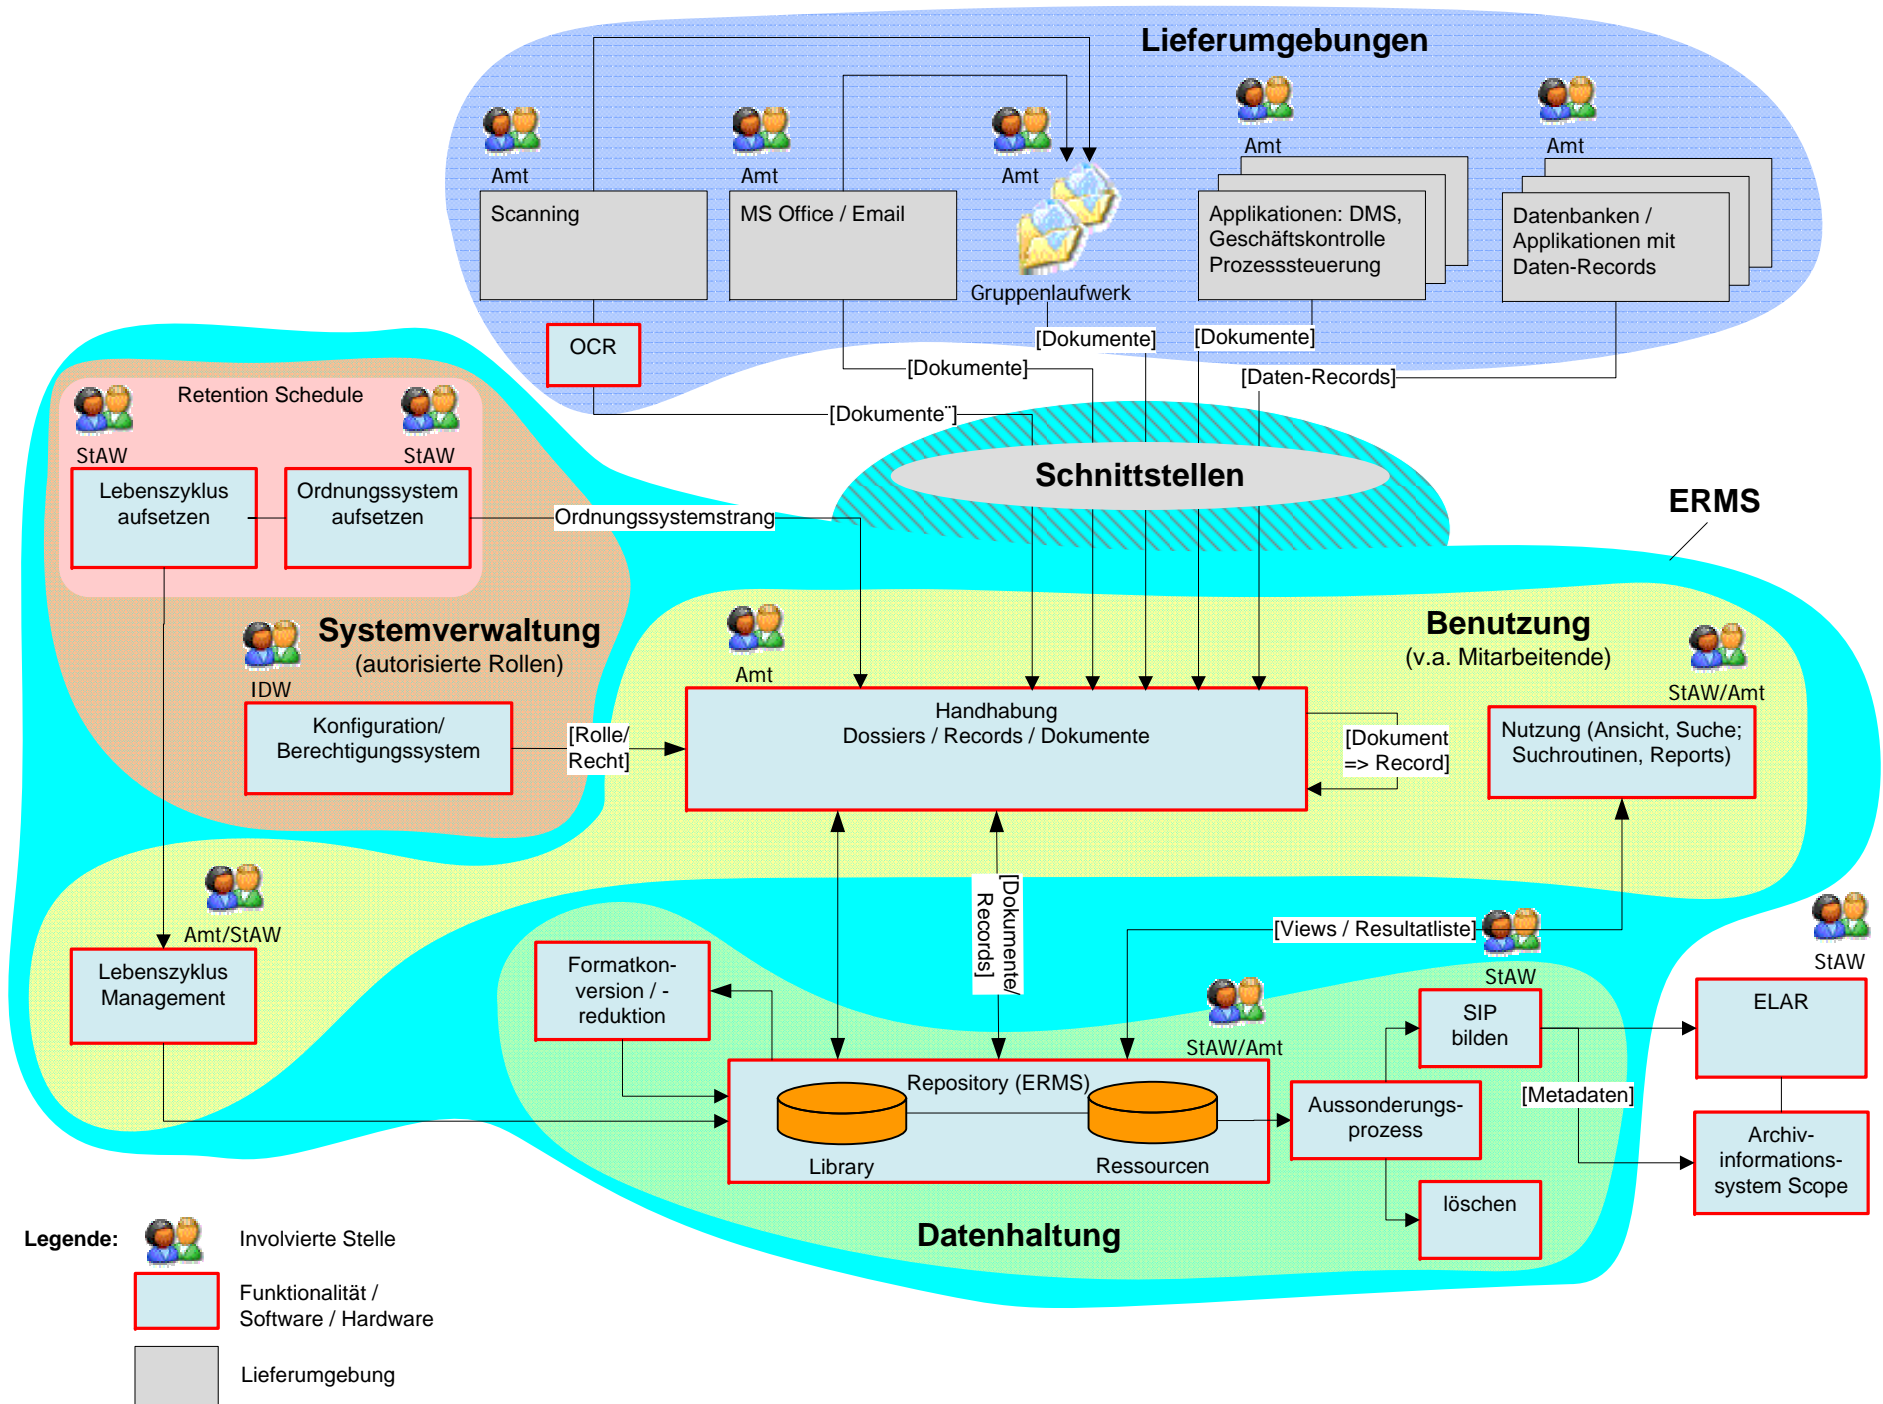 Lieferumgebungen
Amt
Amt
Amt
Amt
Amt
Scanning
MS Office / Email
Gruppenlaufwerk
Applikationen: DMS,
Geschäftskontrolle
Prozesssteuerung
Datenbanken /
Applikationen mit
Daten-Records
OCR
[Dokumente]
[Dokumente]
[Dokumente]
[Daten-Records]
[Dokumente¨]
Retention Schedule
StAW
StAW
Lebenszyklus
aufsetzen
Ordnungssystem
aufsetzen
Ordnungssystemstrang
Schnittstellen
ERMS
Systemverwaltung
(autorisierte Rollen)
IDW
Konfiguration/
Berechtigungssystem
[Rolle/
Recht]
Amt
Benutzung
(v.a. Mitarbeitende)
StAW/Amt
Handhabung
Dossiers / Records / Dokumente
[Dokument
=> Record]
Nutzung (Ansicht, Suche;
Suchroutinen, Reports)
Amt/StAW
Lebenszyklus
Management
[Dokumente/
Records]
[Views / Resultatliste]
StAW
StAW
Formatkon-
version / -
reduktion
StAW/Amt
SIP
bilden
ELAR
Repository (ERMS)
Library
Ressourcen
Aussonderungs-
prozess
[Metadaten]
Archiv-
informations-
system Scope
löschen
Datenhaltung
Legende:
Involvierte Stelle
Funktionalität /
Software / Hardware
Lieferumgebung